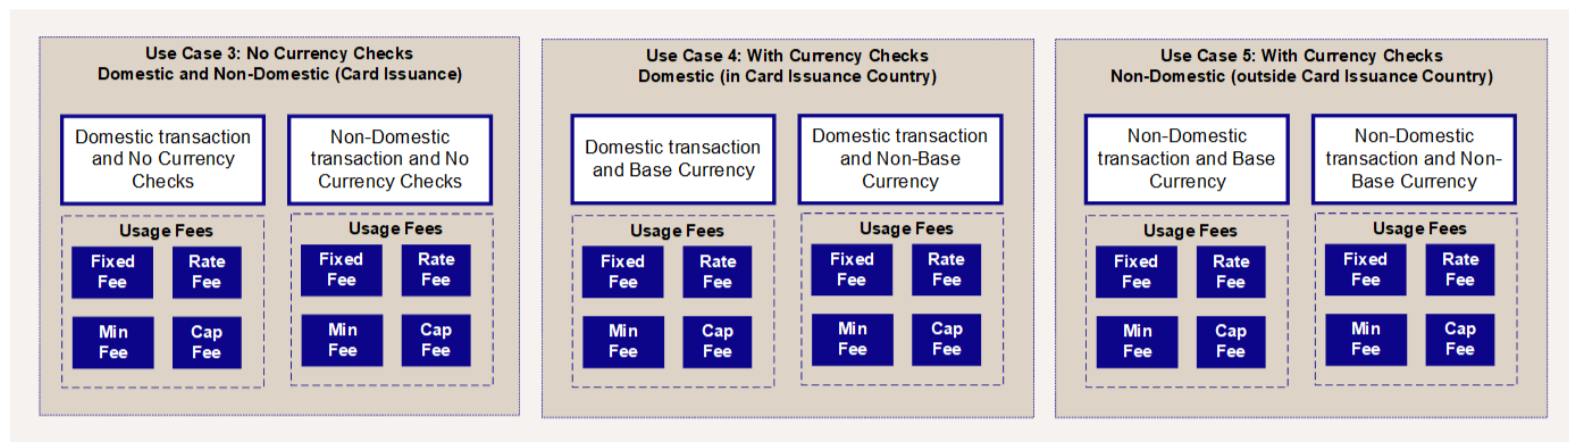 Use Case 3: No Currency Checks
Domestic and Non-Domestic (Card Issuance)
Domestic transaction
and No Currency
Checks
Non-Domestic
transaction and No
Currency Checks
Usage Fees
Fixed
Fee
Rate
Fee
Min
Fee
Cap
Fee
Usage Fees
Fixed
Fee
Rate
Fee
Min
Fee
Cap
Fee
Use Case 4: With Currency Checks
Domestic (in Card Issuance Country)
Domestic transaction
and Base Currency
Domestic transaction
and Non-Base
Currency
Usage Fees
Fixed
Fee
Rate
Fee
Min
Fee
Cap
Fee
Usage Fees
Fixed
Fee
Rate
Fee
Min
Fee
Cap
Fee
Use Case 5: With Currency Checks
Non-Domestic (outside Card Issuance Country)
Non-Domestic
transaction and Base
Currency
Non-Domestic
transaction and Non-
Base Currency
Usage Fees
Fixed
Fee
Rate
Fee
Min
Fee
Cap
Fee
Usage Fees
Fixed
Fee
Rate
Fee
Min
Fee
Cap
Fee